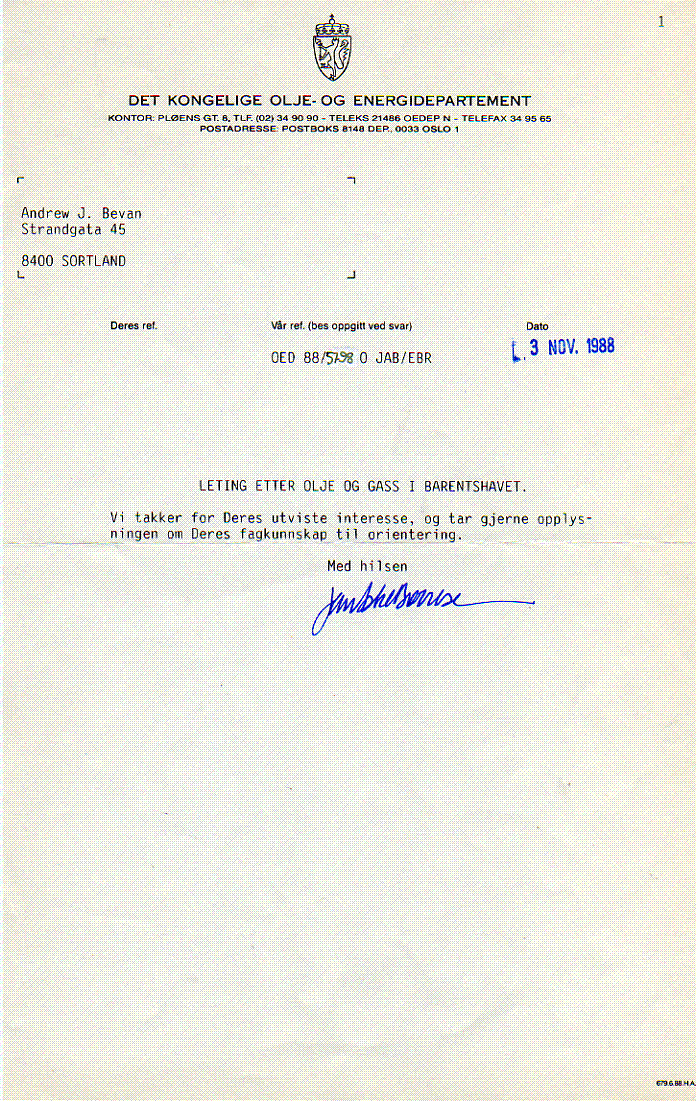 1
DET KONGELIGE OLJE- OG ENERGIDEPARTEMENT
KONTOR: PLØENS GT. 8, TLF. (02) 34 90 90 - TELEKS 21486 OEDEP N - TELEFAX 34 95 65
POSTADRESSE: POSTBOKS 8148 DEP., 0033 OSLO 1
Andrew J. Bevan
Strandgata 45
8400 SORTLAND
Deres ref.
Vår ref. (bes oppgitt ved svar)
Dato
OED 88/ O JAB/EBR
3 NOV. 1988
LETING ETTER OLJE OG GASS I BARENTSHAVET.
Vi takker for Deres utviste interesse, og tar gjerne opplys-
ningen om Deres fagkunnskap til orientering.
Med hilsen
679.6.88.H.A.